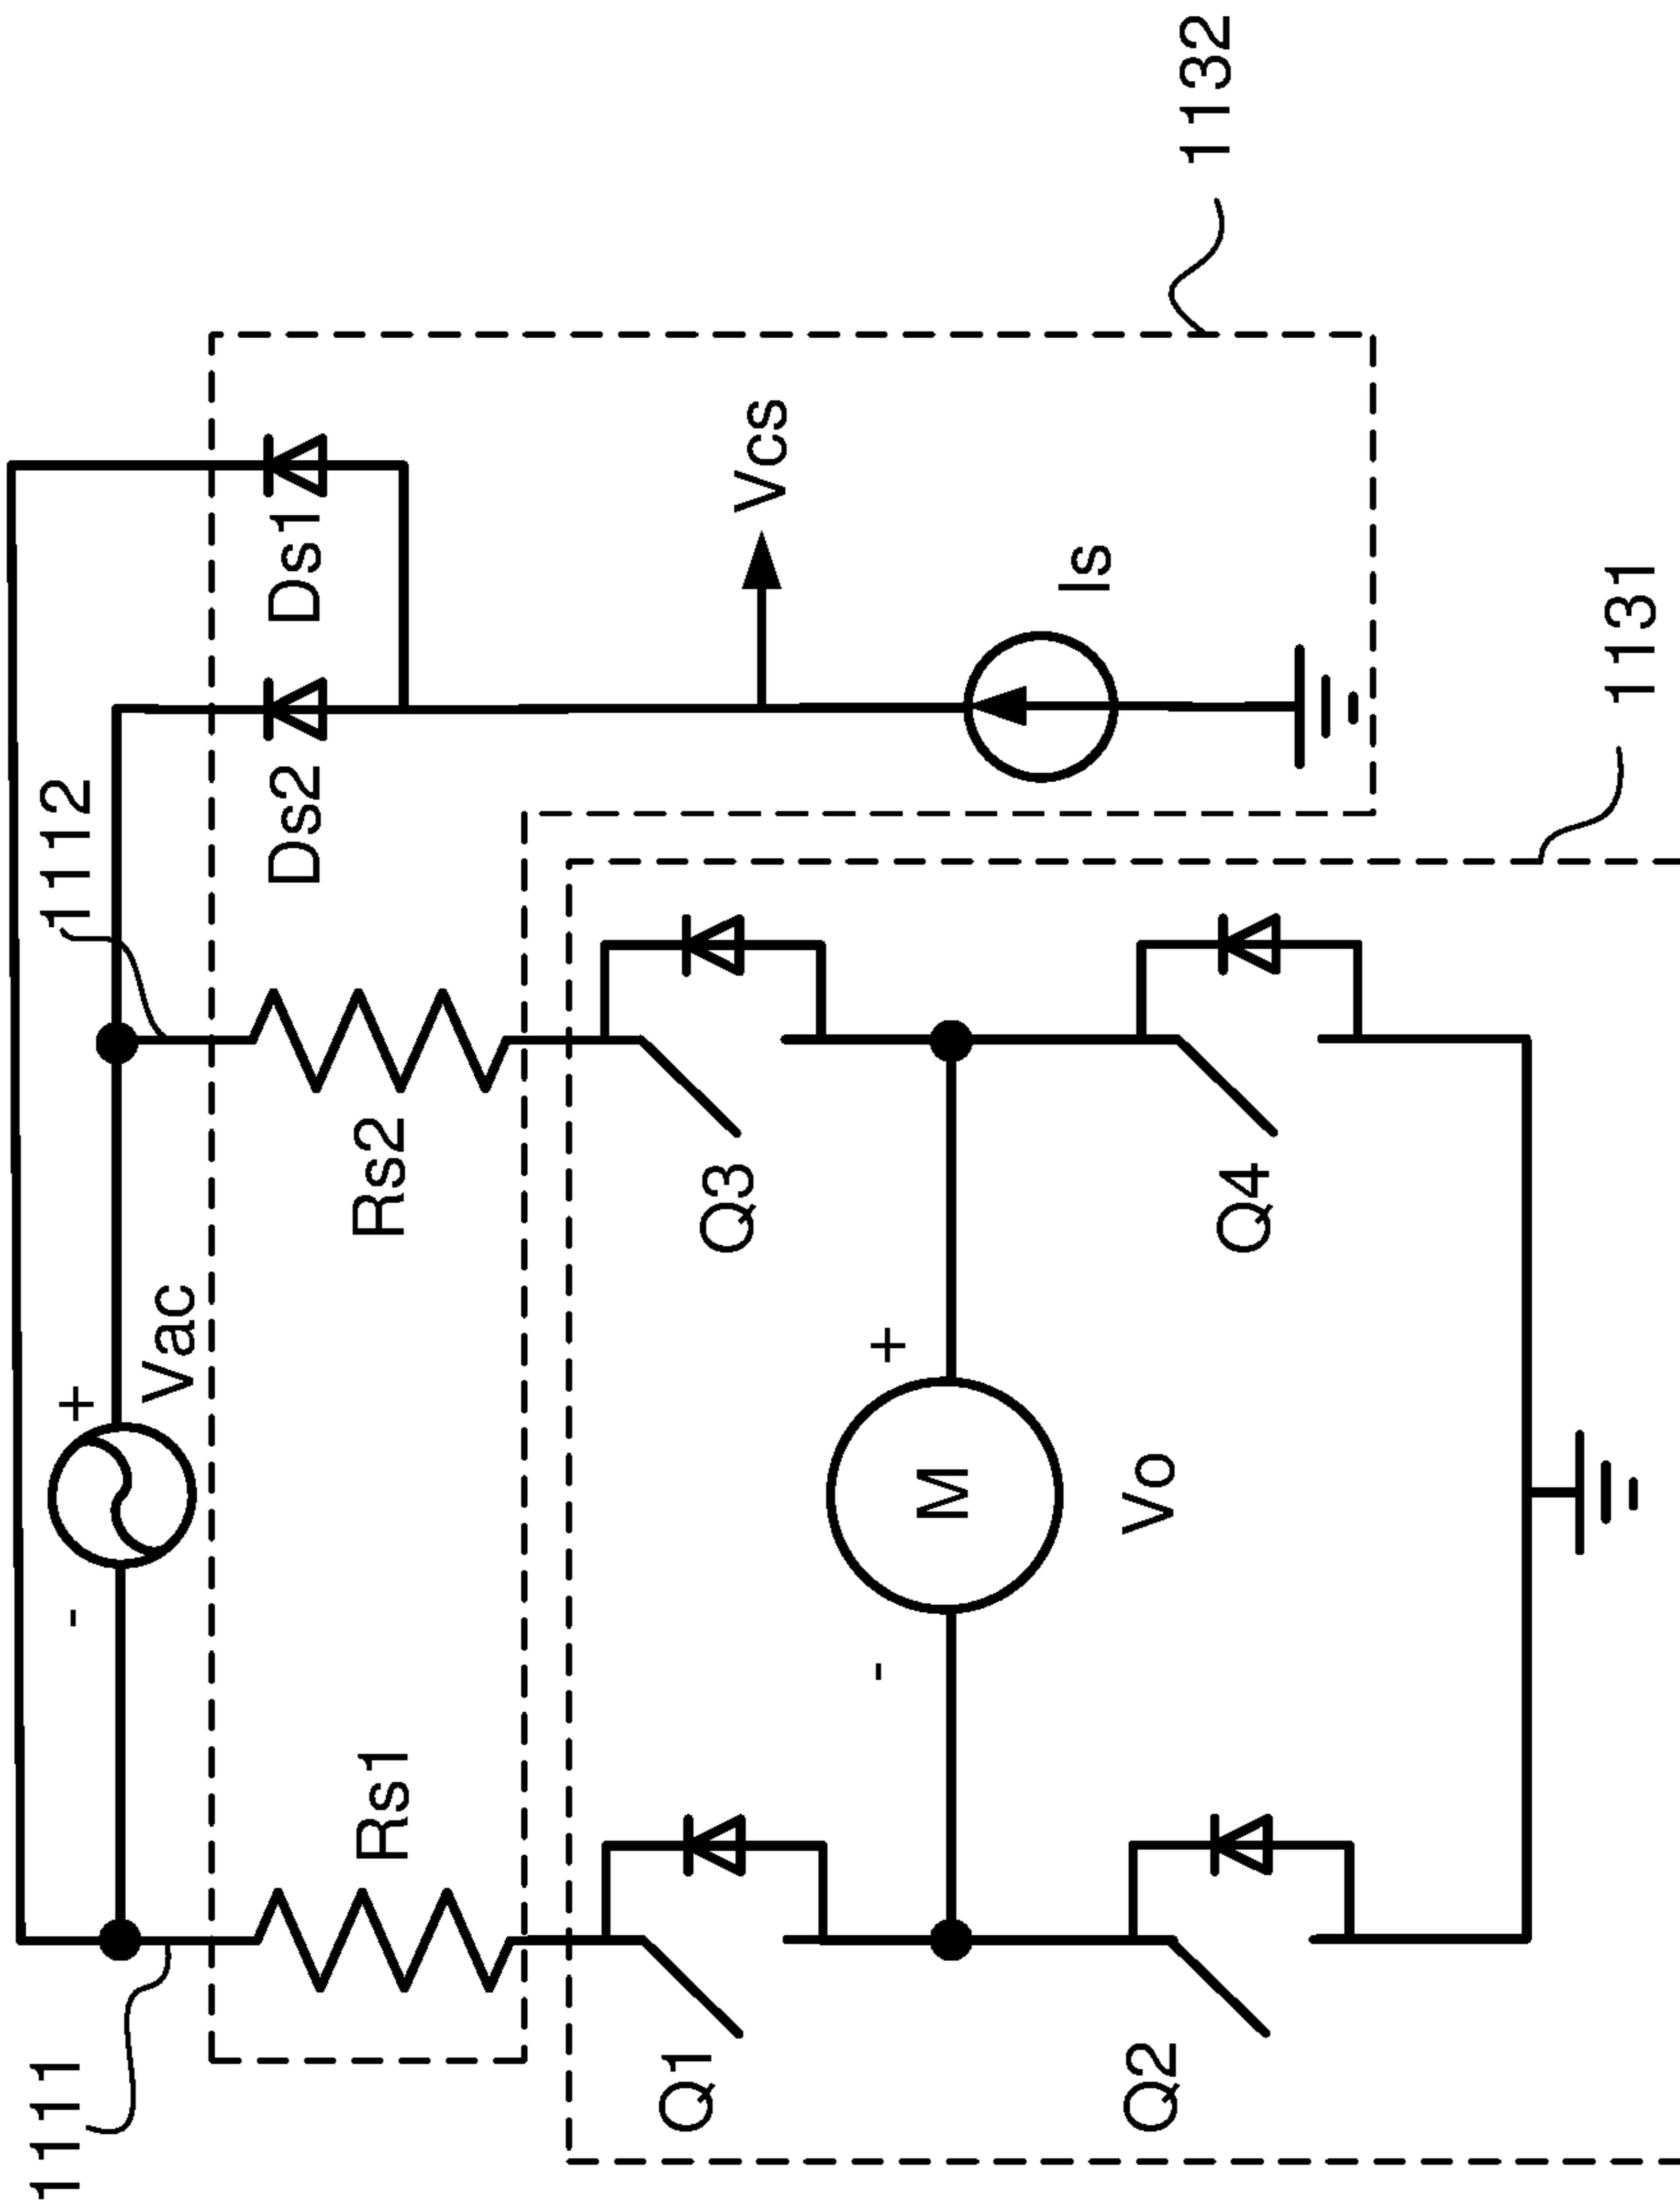 1111
-
+
1112
Vac
Ds2
Ds1
Rs1
Rs2
Q1
Q3
Vcs
-
+
M
Is
Q2
Vo
Q4
1132
1131